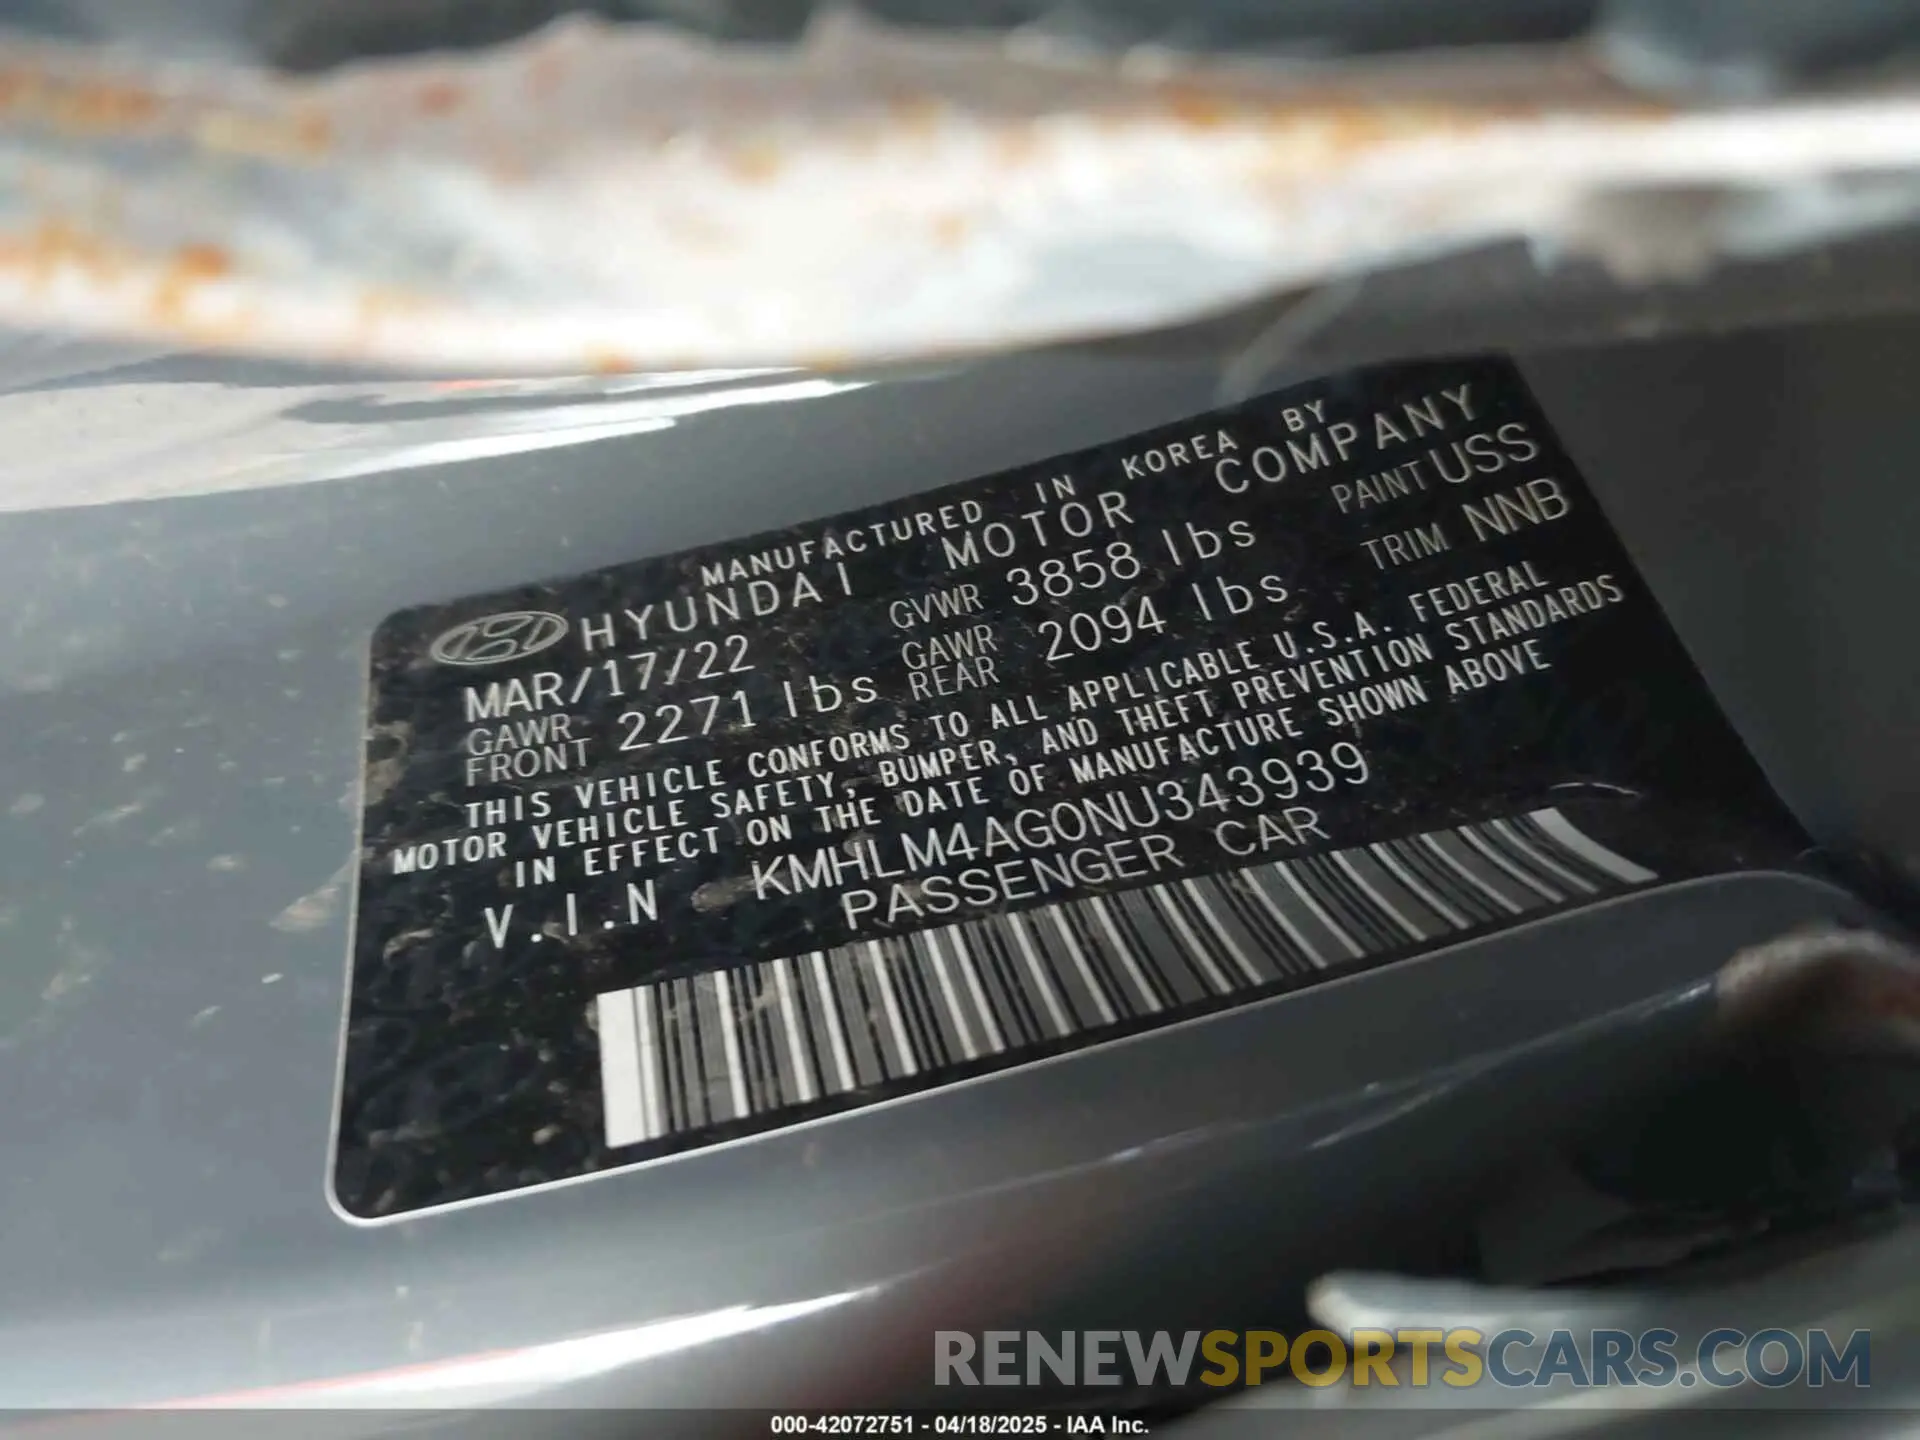 MANUFACTURED IN KOREA BY
HYUNDAI MOTOR COMPANY
MAR/17/22 GVWR 3858 lbs PAINT USS
GAWR FRONT 2271 lbs GAWR REAR 2094 lbs TRIM NNB
THIS VEHICLE CONFORMS TO ALL APPLICABLE U.S.A. FEDERAL
MOTOR VEHICLE SAFETY, BUMPER, AND THEFT PREVENTION STANDARDS
IN EFFECT ON THE DATE OF MANUFACTURE SHOWN ABOVE
V.I.N KMHLM4AG0NU343939
PASSENGER CAR
RENEWSPORTSCARS.COM
000-42072751 - 04/18/2025 - IAA Inc.